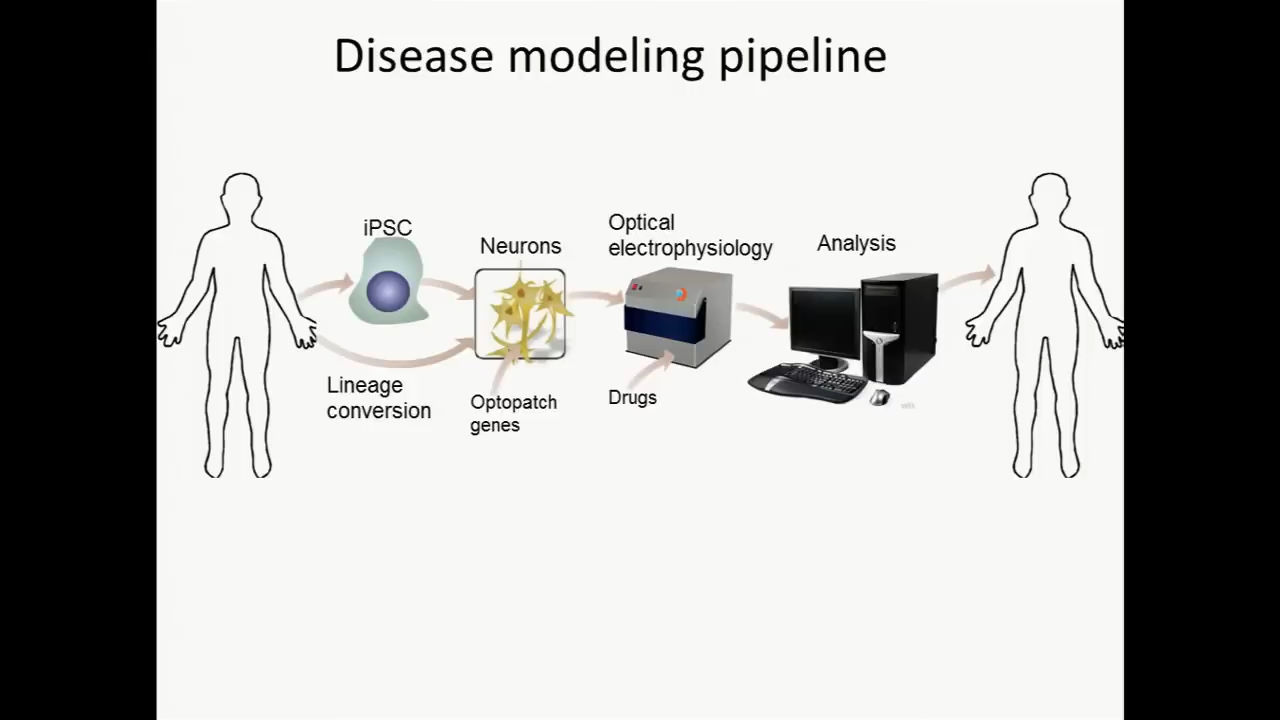 Disease modeling pipeline
iPSC
Neurons
Optical
electrophysiology
Analysis
Lineage
conversion
Optopatch
genes
Drugs